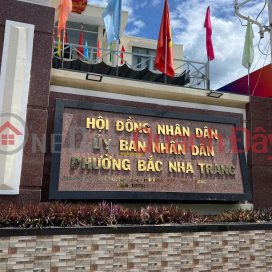 HỘI ĐỒNG NHÂN DÂN
ỦY BAN NHÂN DÂN
PHƯỜNG BẮC NHA TRANG